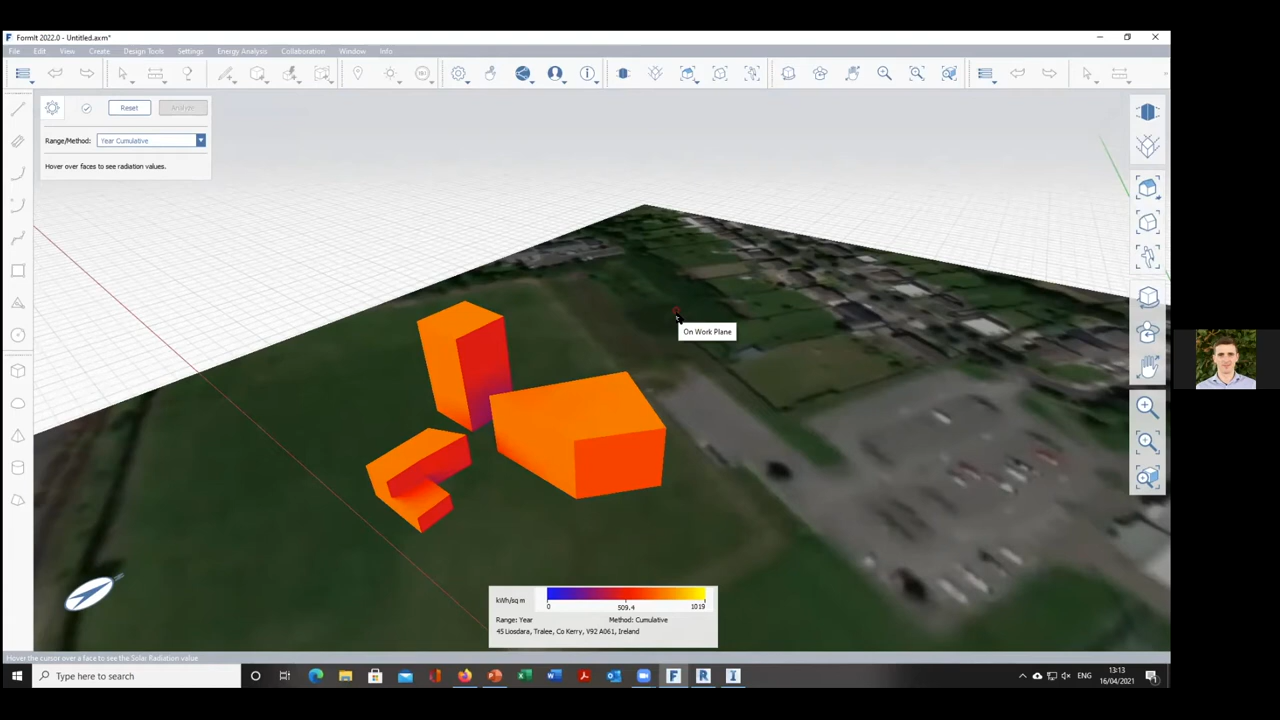 FormIt 2022.0 - Untitled.axm*
File Edit View Create Design Tools Settings Energy Analysis Collaboration Window Info
Reset Analyze
Range/Method: Year Cumulative
Hover over faces to see radiation values.
On Work Plane
kWh/sq m
0 509.4 1019
Range: Year Method: Cumulative
45 Liosdara, Tralee, Co Kerry, V92 A061, Ireland
Hover the cursor over a face to see the Solar Radiation value
Type here to search
ENG
13:13
16/04/2021